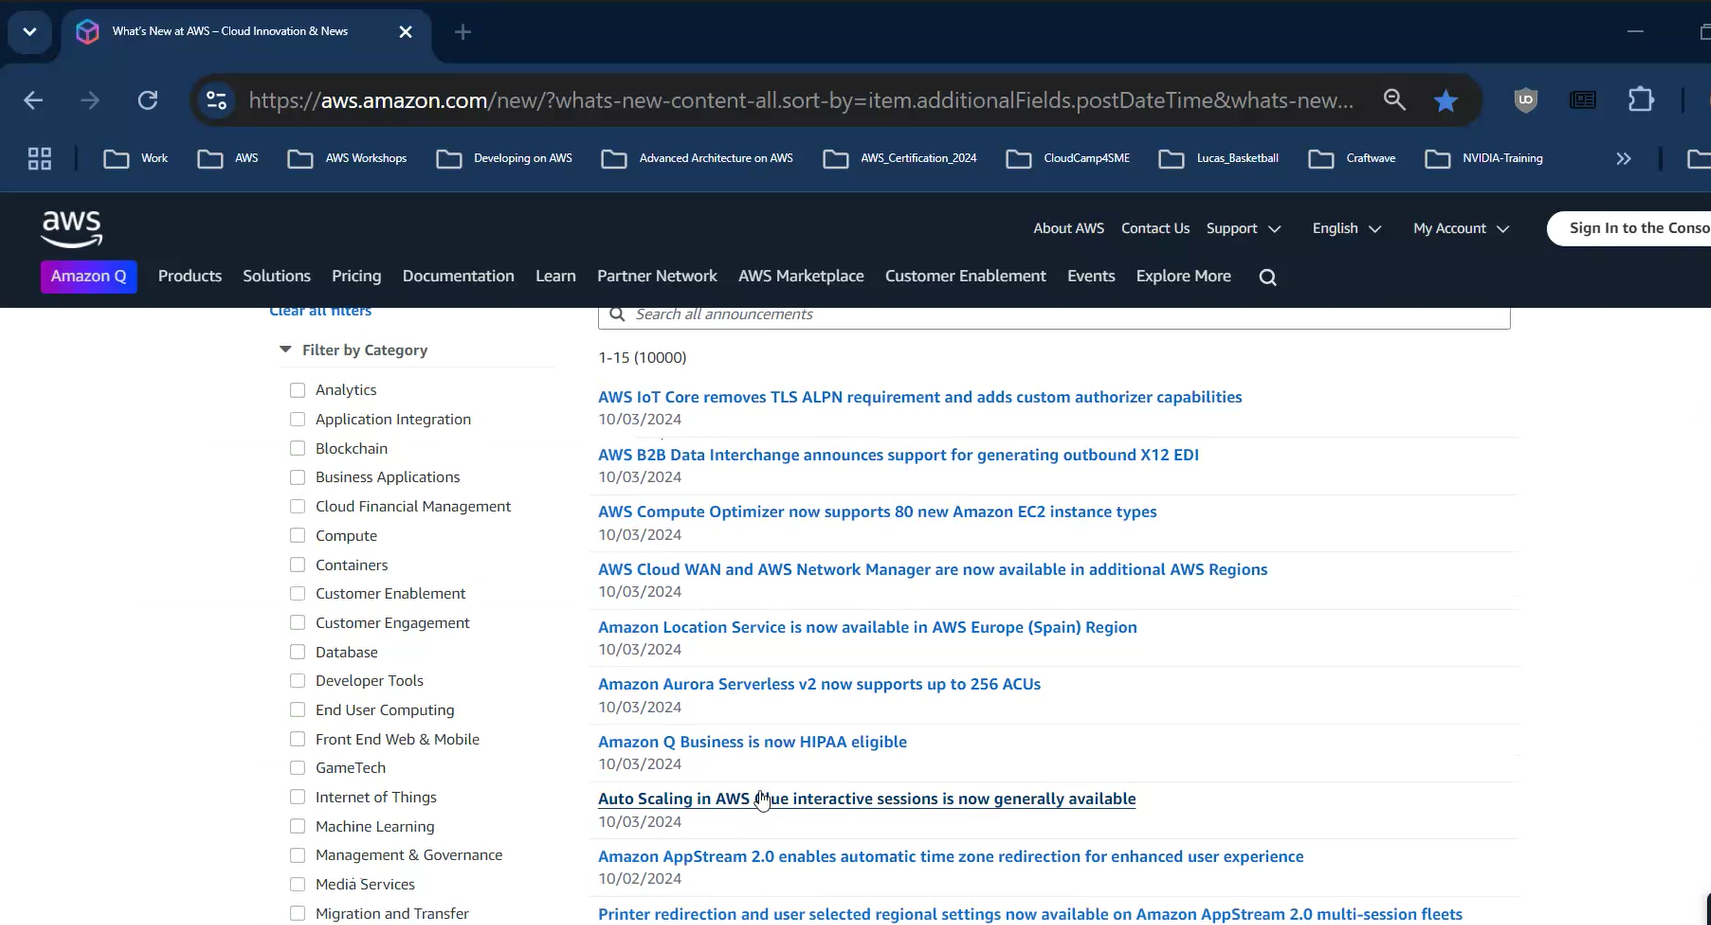 What's New at AWS – Cloud Innovation & News
https://aws.amazon.com/new/?whats-new-content-all.sort-by=item.additionalFields.postDateTime&whats-new...
Work
AWS
AWS Workshops
Developing on AWS
Advanced Architecture on AWS
AWS_Certification_2024
CloudCamp4SME
Lucas_Basketball
Craftwave
NVIDIA-Training
aws
About AWS
Contact Us
Support
English
My Account
Sign In to the Conso
Amazon Q
Products
Solutions
Pricing
Documentation
Learn
Partner Network
AWS Marketplace
Customer Enablement
Events
Explore More
Clear all filters
Filter by Category
Analytics
Application Integration
Blockchain
Business Applications
Cloud Financial Management
Compute
Containers
Customer Enablement
Customer Engagement
Database
Developer Tools
End User Computing
Front End Web & Mobile
GameTech
Internet of Things
Machine Learning
Management & Governance
Media Services
Migration and Transfer
Search all announcements
1-15 (10000)
AWS IoT Core removes TLS ALPN requirement and adds custom authorizer capabilities
10/03/2024
AWS B2B Data Interchange announces support for generating outbound X12 EDI
10/03/2024
AWS Compute Optimizer now supports 80 new Amazon EC2 instance types
10/03/2024
AWS Cloud WAN and AWS Network Manager are now available in additional AWS Regions
10/03/2024
Amazon Location Service is now available in AWS Europe (Spain) Region
10/03/2024
Amazon Aurora Serverless v2 now supports up to 256 ACUs
10/03/2024
Amazon Q Business is now HIPAA eligible
10/03/2024
Auto Scaling in AWS Glue interactive sessions is now generally available
10/03/2024
Amazon AppStream 2.0 enables automatic time zone redirection for enhanced user experience
10/02/2024
Printer redirection and user selected regional settings now available on Amazon AppStream 2.0 multi-session fleets